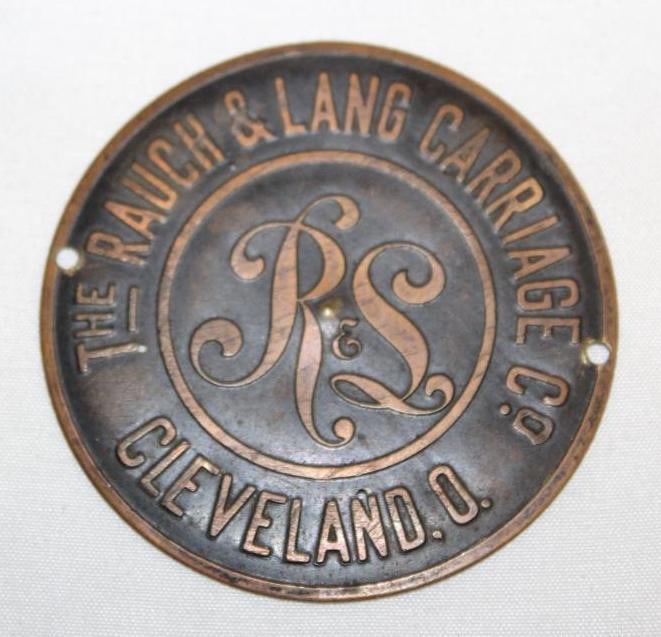 THE RAUCH & LANG CARRIAGE Co
R & L
CLEVELAND. O.